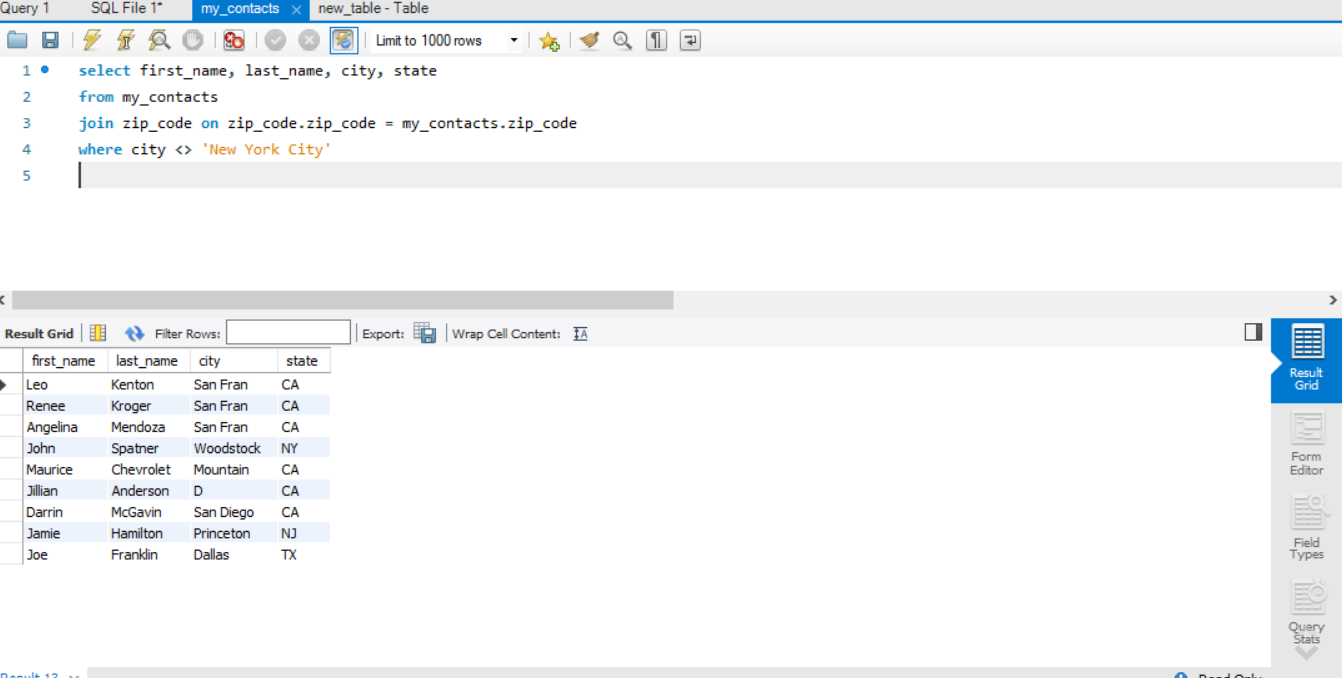 Query 1 SQL File 1* my_contacts × new_table - Table
Limit to 1000 rows
1 select first_name, last_name, city, state
2 from my_contacts
3 join zip_code on zip_code.zip_code = my_contacts.zip_code
4 where city <> 'New York City'
5
Result Grid Filter Rows: Export: Wrap Cell Content: IA
first_name last_name city state
Leo Kenton San Fran CA
Renee Kroger San Fran CA
Angelina Mendoza San Fran CA
John Spatner Woodstock NY
Maurice Chevrolet Mountain CA
Jillian Anderson D CA
Darrin McGavin San Diego CA
Jamie Hamilton Princeton NJ
Joe Franklin Dallas TX
Result
Grid
Form
Editor
Field
Types
Query
Stats
Result 13 Read Only